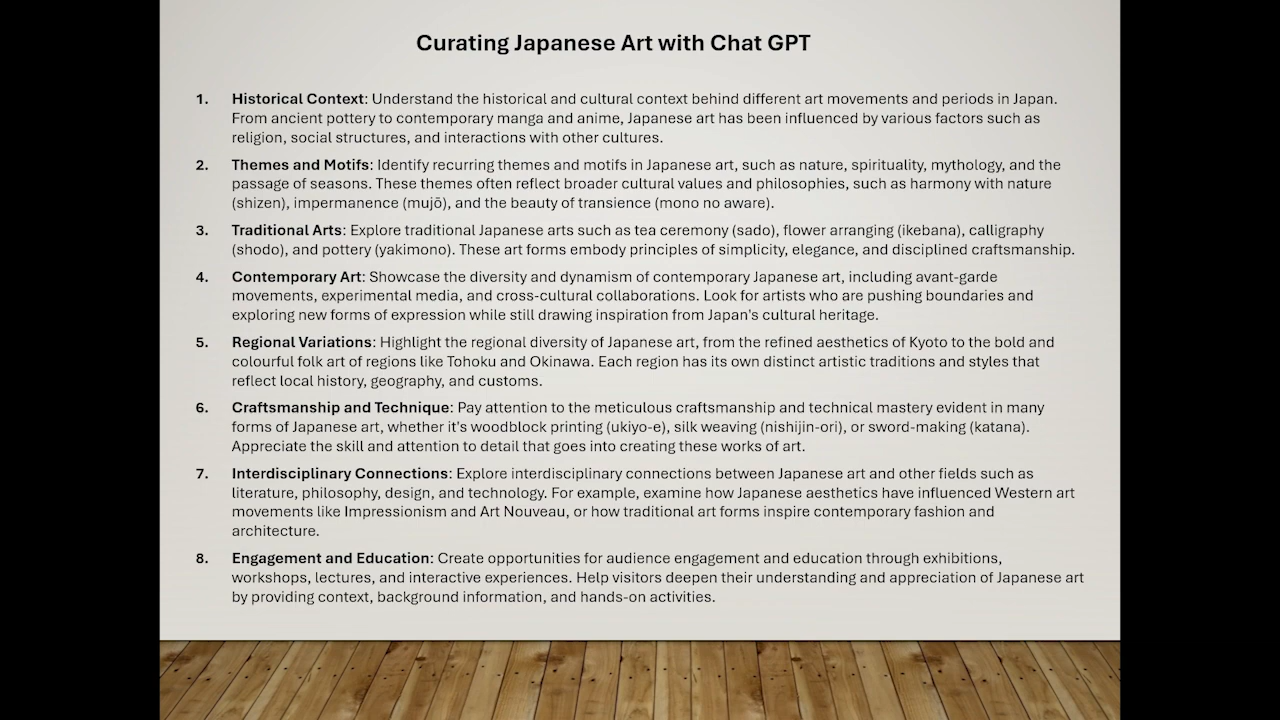 Curating Japanese Art with Chat GPT
1. Historical Context: Understand the historical and cultural context behind different art movements and periods in Japan.
From ancient pottery to contemporary manga and anime, Japanese art has been influenced by various factors such as
religion, social structures, and interactions with other cultures.
2. Themes and Motifs: Identify recurring themes and motifs in Japanese art, such as nature, spirituality, mythology, and the
passage of seasons. These themes often reflect broader cultural values and philosophies, such as harmony with nature
(shizen), impermanence (mujō), and the beauty of transience (mono no aware).
3. Traditional Arts: Explore traditional Japanese arts such as tea ceremony (sado), flower arranging (ikebana), calligraphy
(shodo), and pottery (yakimono). These art forms embody principles of simplicity, elegance, and disciplined craftsmanship.
4. Contemporary Art: Showcase the diversity and dynamism of contemporary Japanese art, including avant-garde
movements, experimental media, and cross-cultural collaborations. Look for artists who are pushing boundaries and
exploring new forms of expression while still drawing inspiration from Japan's cultural heritage.
5. Regional Variations: Highlight the regional diversity of Japanese art, from the refined aesthetics of Kyoto to the bold and
colourful folk art of regions like Tohoku and Okinawa. Each region has its own distinct artistic traditions and styles that
reflect local history, geography, and customs.
6. Craftsmanship and Technique: Pay attention to the meticulous craftsmanship and technical mastery evident in many
forms of Japanese art, whether it's woodblock printing (ukiyo-e), silk weaving (nishijin-ori), or sword-making (katana).
Appreciate the skill and attention to detail that goes into creating these works of art.
7. Interdisciplinary Connections: Explore interdisciplinary connections between Japanese art and other fields such as
literature, philosophy, design, and technology. For example, examine how Japanese aesthetics have influenced Western art
movements like Impressionism and Art Nouveau, or how traditional art forms inspire contemporary fashion and
architecture.
8. Engagement and Education: Create opportunities for audience engagement and education through exhibitions,
workshops, lectures, and interactive experiences. Help visitors deepen their understanding and appreciation of Japanese art
by providing context, background information, and hands-on activities.